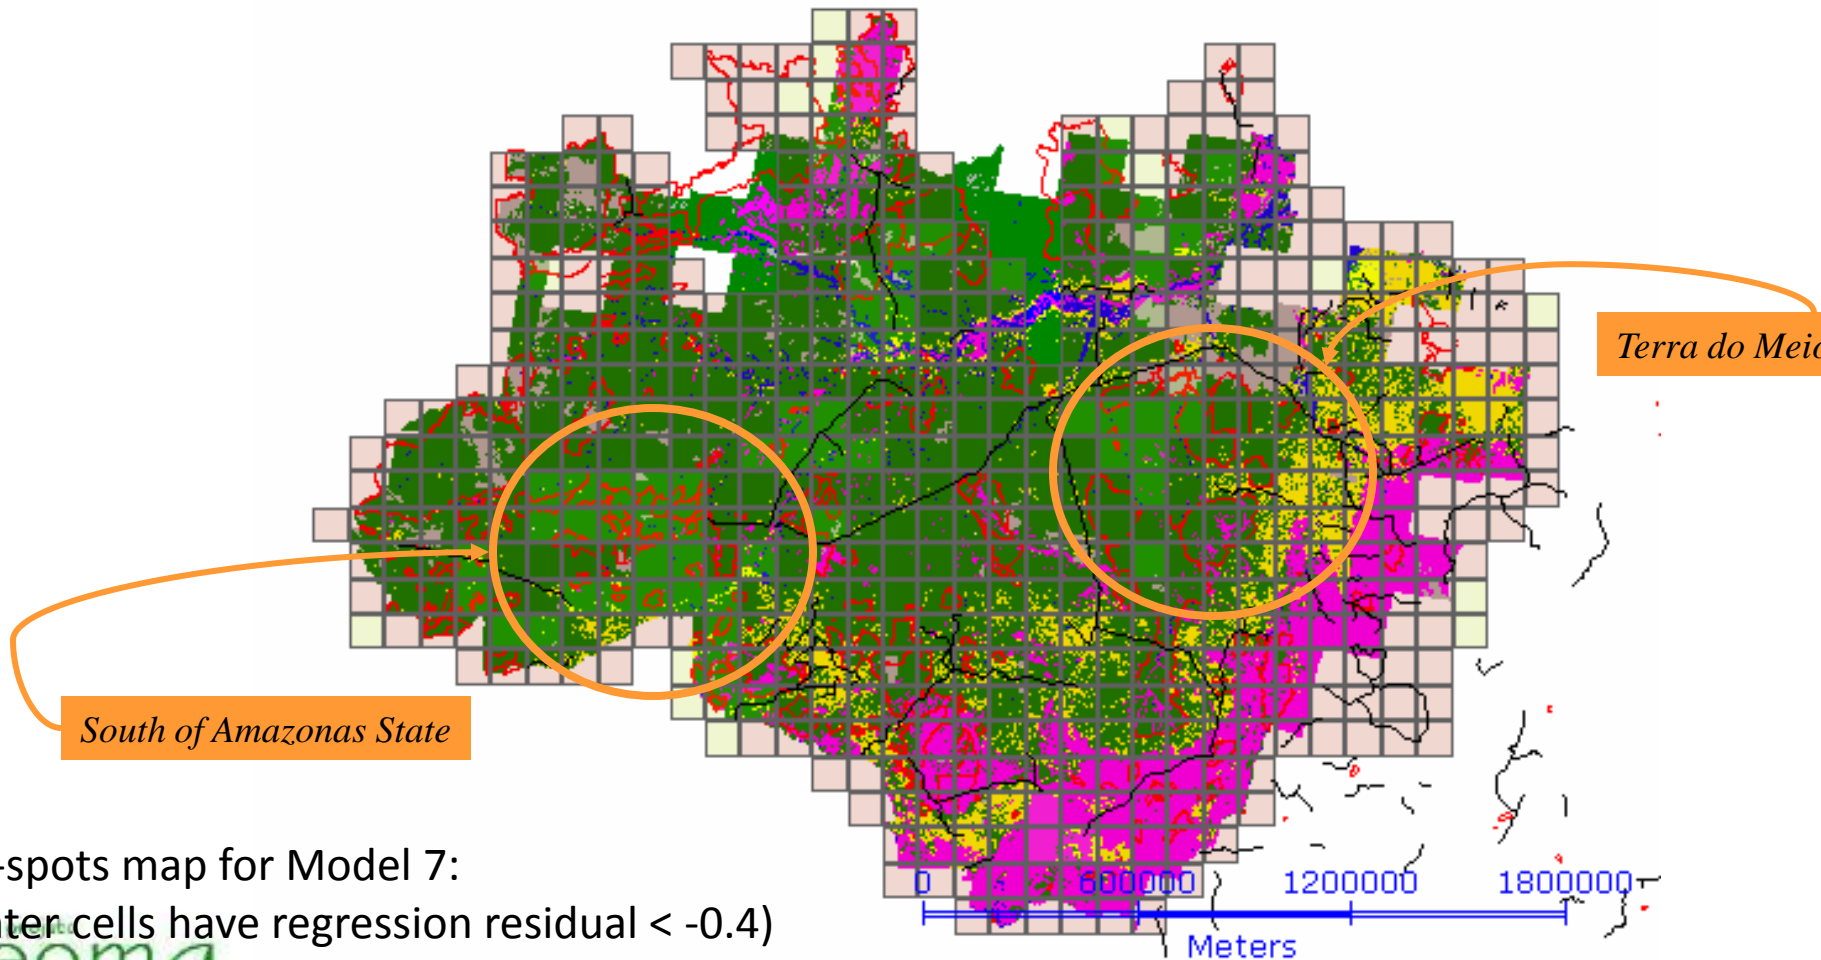 Terra do Meio
South of Amazonas State
-spots map for Model 7:
ter cells have regression residual < -0.4)
0 600000 1200000 1800000
Meters